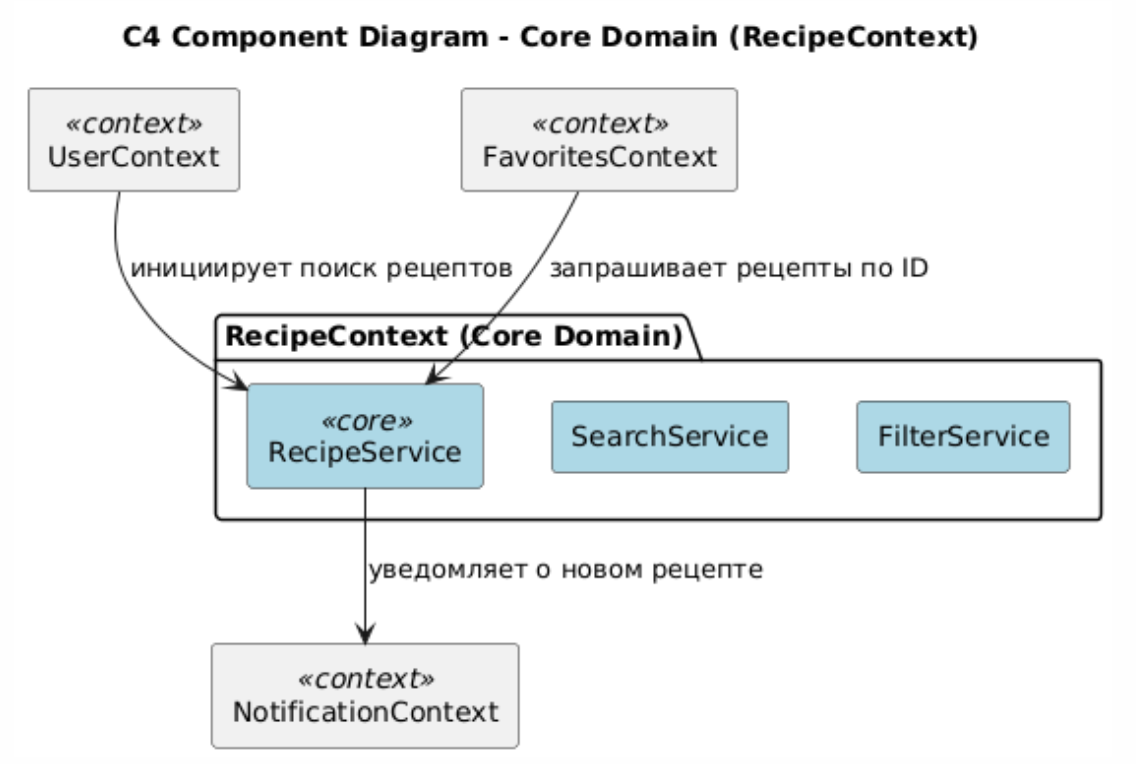 C4 Component Diagram - Core Domain (RecipeContext)
«context»
UserContext
«context»
FavoritesContext
инициирует поиск рецептов
запрашивает рецепты по ID
RecipeContext (Core Domain)
«core»
RecipeService
SearchService
FilterService
уведомляет о новом рецепте
«context»
NotificationContext